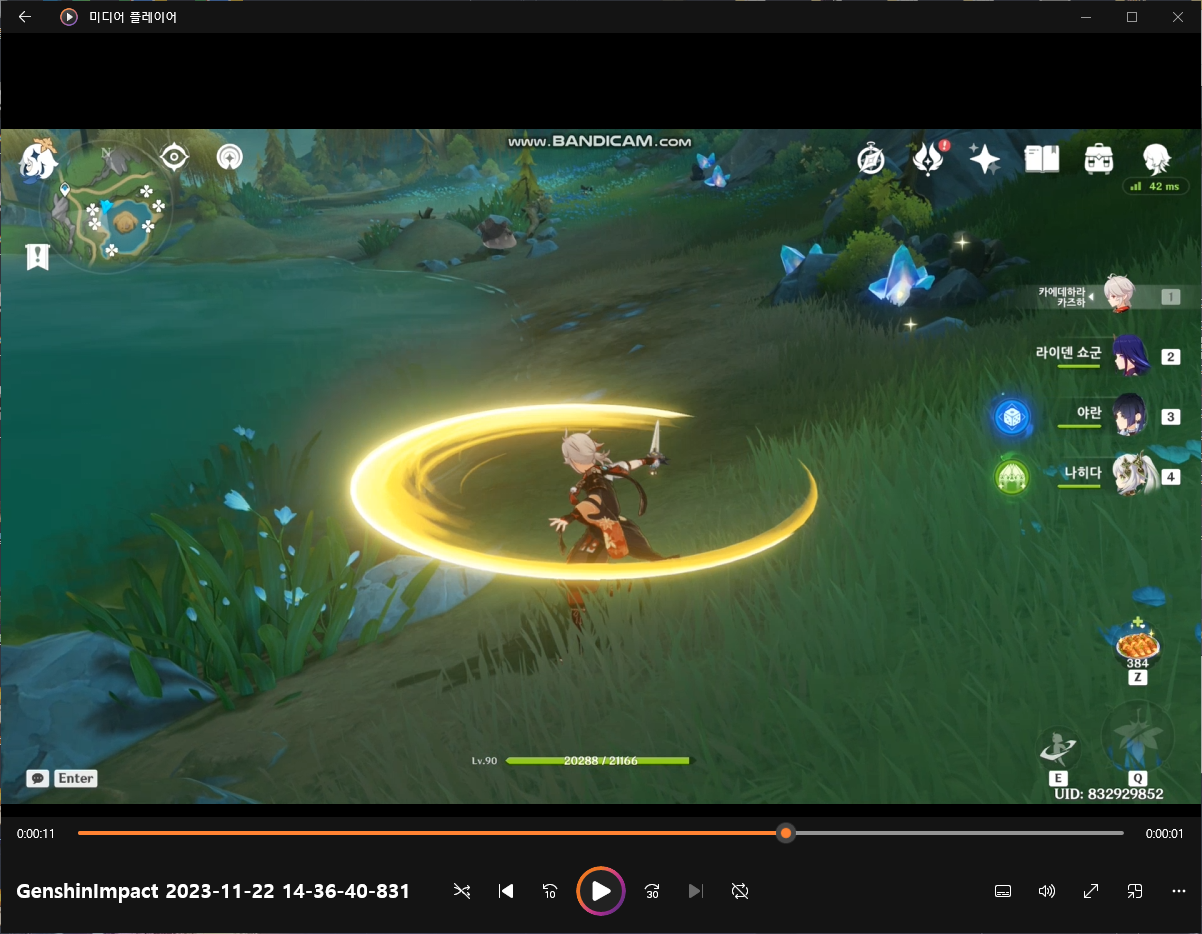 미디어 플레이어
www.BANDICAM.com
N
42 ms
카에데하라
카즈하
1
라이덴 쇼군
2
야란
3
나히다
4
384
Z
Lv.90
20288 / 21166
Enter
E
Q
UID: 832929852
0:00:11
0:00:01
GenshinImpact 2023-11-22 14-36-40-831
10
30